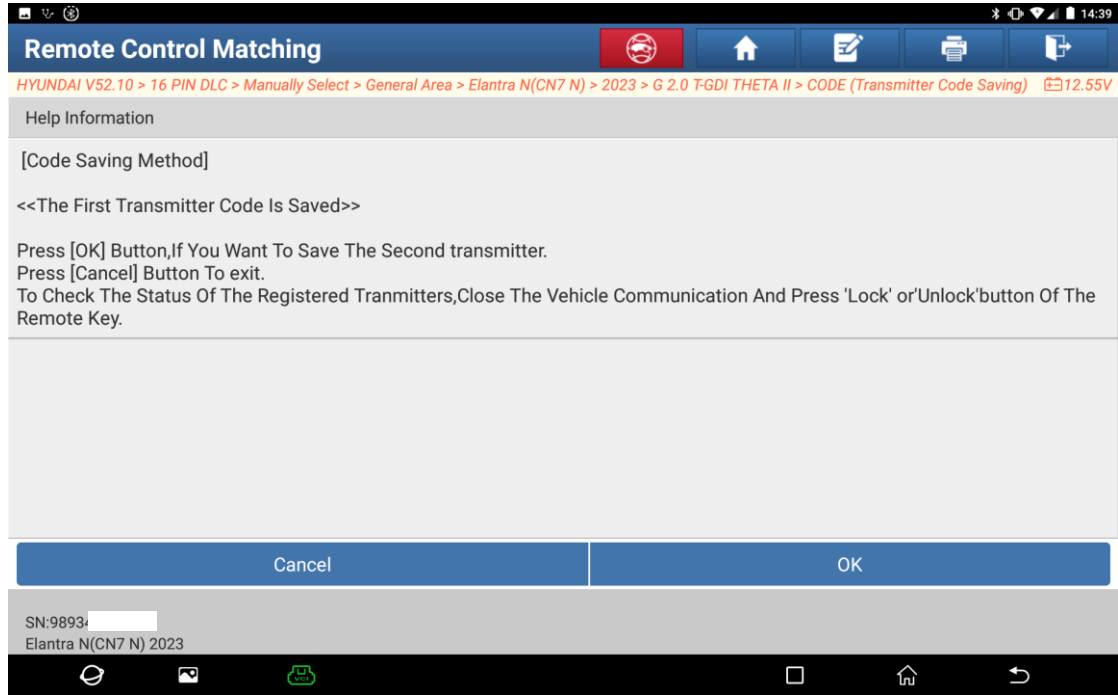 14:39
Remote Control Matching
HYUNDAI V52.10 > 16 PIN DLC > Manually Select > General Area > Elantra N(CN7 N) > 2023 > G 2.0 T-GDI THETA II > CODE (Transmitter Code Saving) 12.55V
Help Information
[Code Saving Method]
<<The First Transmitter Code Is Saved>>
Press [OK] Button,If You Want To Save The Second transmitter.
Press [Cancel] Button To exit.
To Check The Status Of The Registered Tranmitters,Close The Vehicle Communication And Press 'Lock' or'Unlock'button Of The
Remote Key.
Cancel OK
SN:9893
Elantra N(CN7 N) 2023
VCI